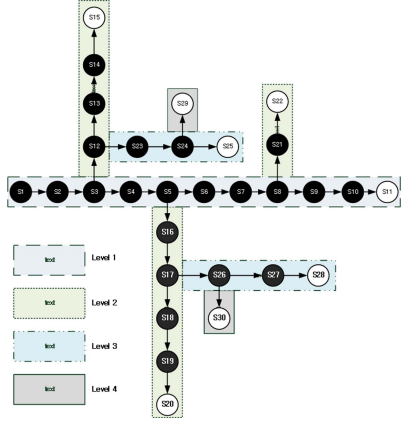 S15
S14
S13
S29
S22
S12
S23
S24
S25
S21
S1
S2
S3
S4
S5
S6
S7
S8
S9
S10
S11
S16
text Level 1
S17
S26
S27
S28
text Level 2
S18
S30
text Level 3
S19
text Level 4
S20